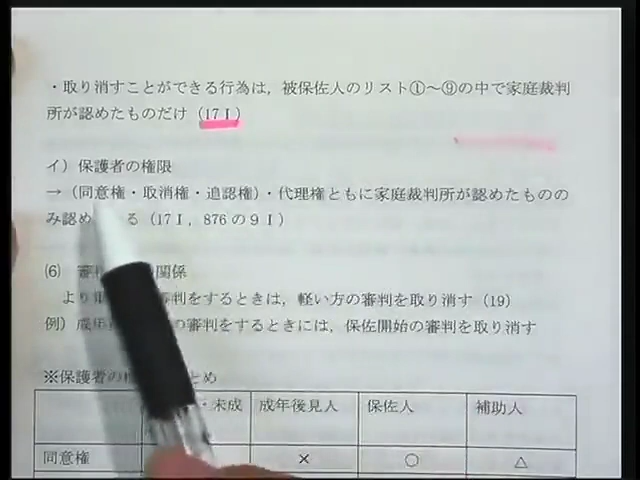 ・取り消すことができる行為は，被保佐人のリスト①〜⑨の中で家庭裁判
所が認めたものだけ（17Ⅰ）
イ）保護者の権限
→（同意権・取消権・追認権）・代理権ともに家庭裁判所が認めたものの
み認め る（17Ⅰ，876の9Ⅰ）
(6) 審 関係
より 審判をするときは，軽い方の審判を取り消す（19）
例）成年 の審判をするときには，保佐開始の審判を取り消す
※保護者の とめ
・未成 成年後見人 保佐人 補助人
同意権 × ○ △